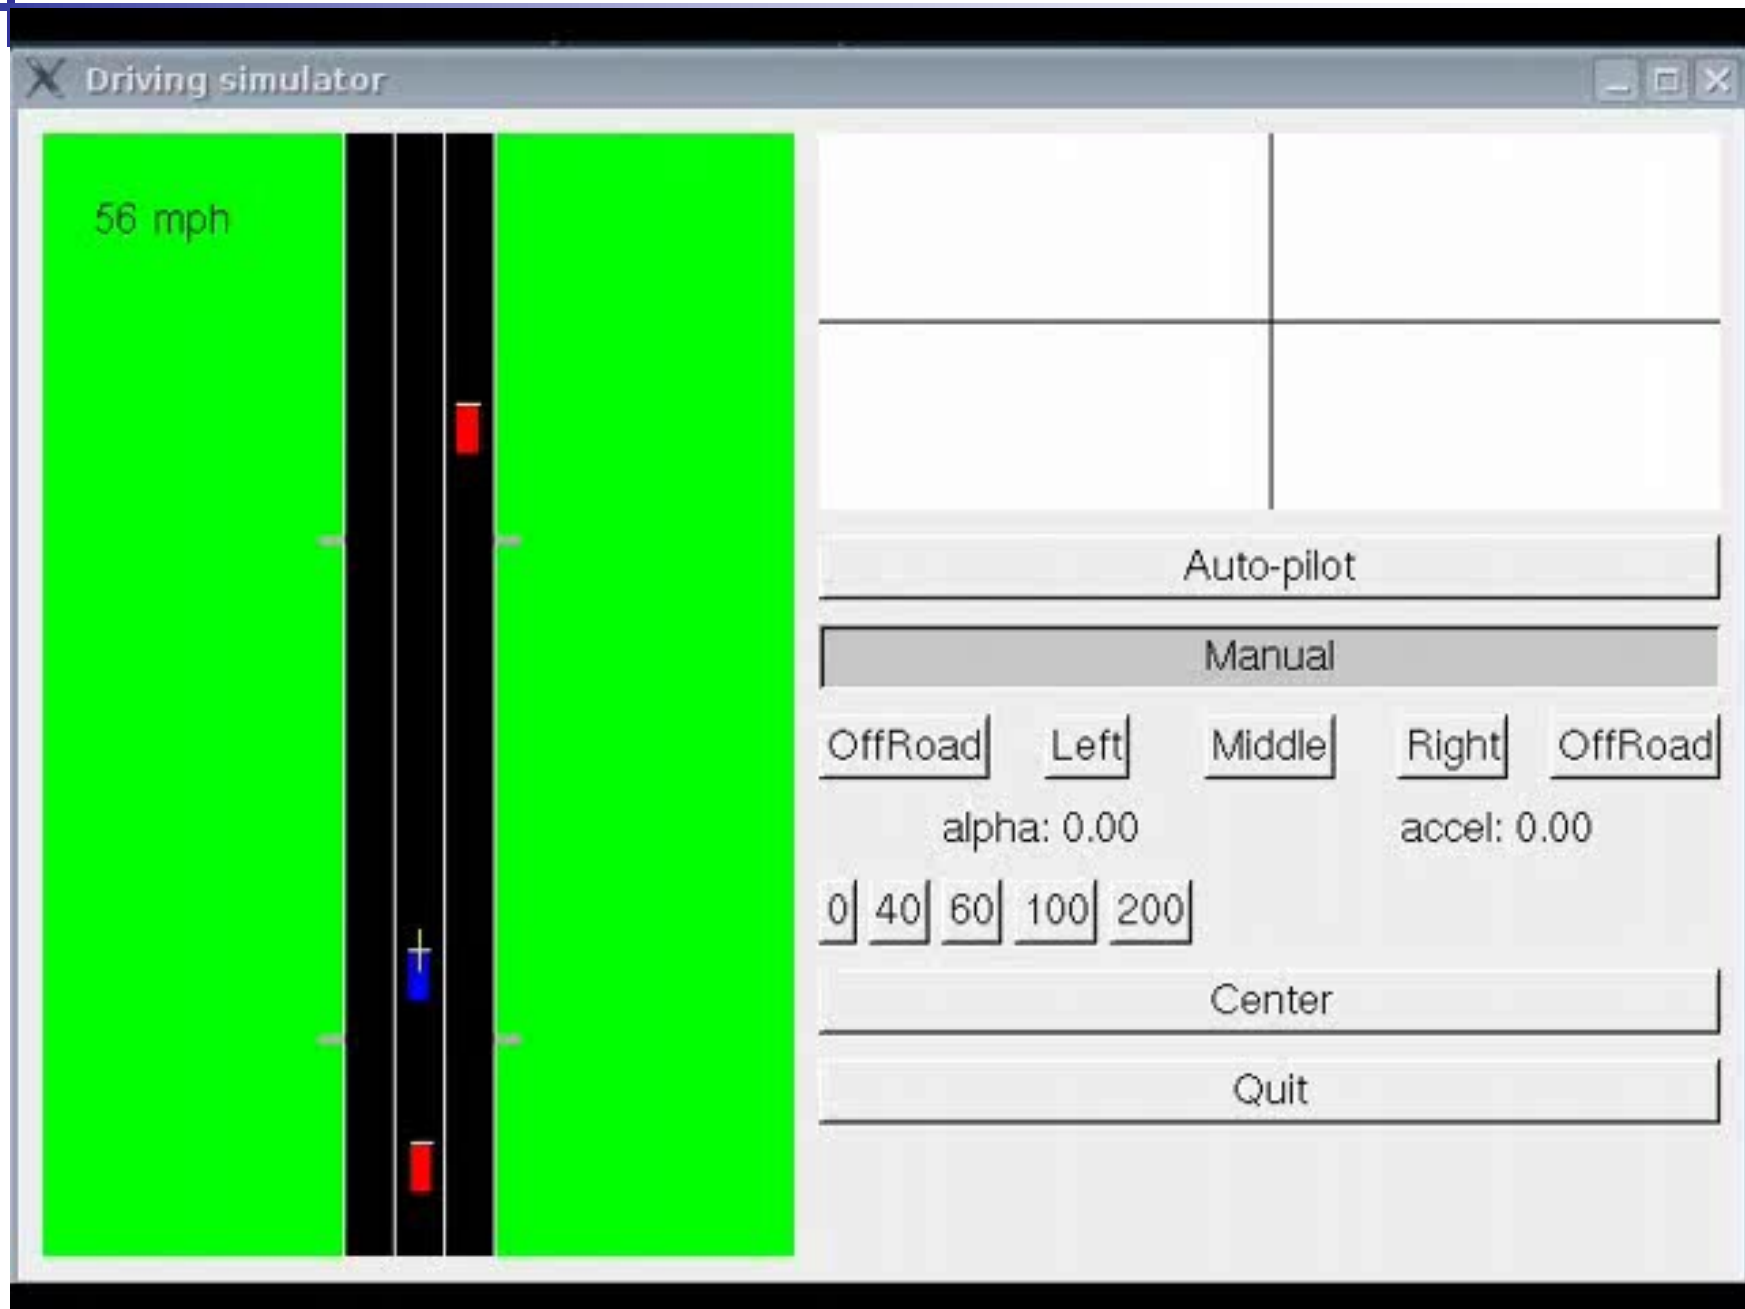 Driving simulator
56 mph
Auto-pilot
Manual
OffRoad Left Middle Right OffRoad
alpha: 0.00 accel: 0.00
0 40 60 100 200
Center
Quit